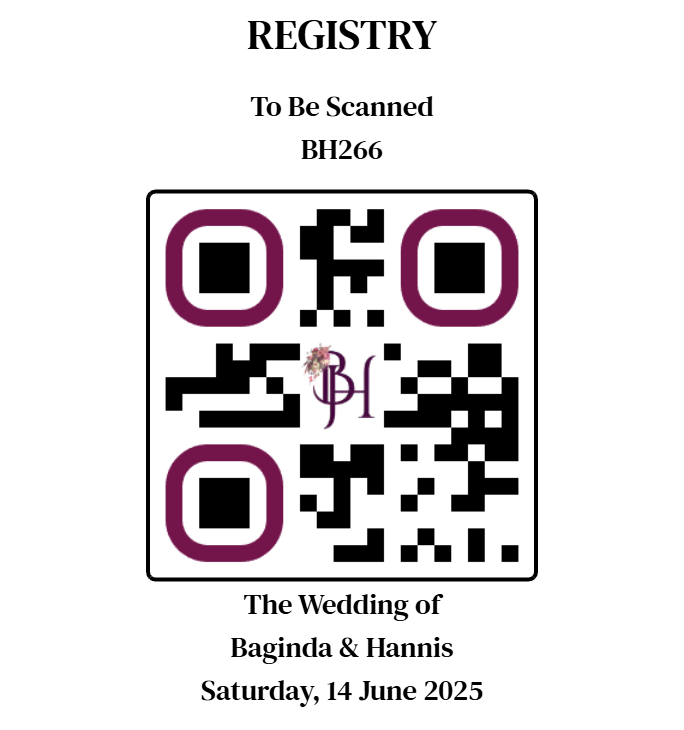 REGISTRY
To Be Scanned
BH266
BH
The Wedding of
Baginda & Hannis
Saturday, 14 June 2025